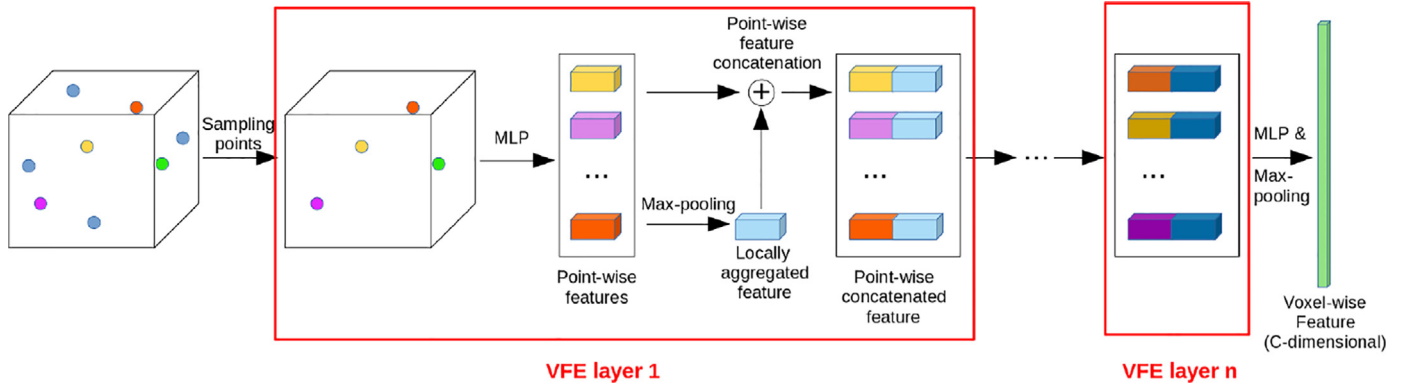 Sampling
points
MLP
Point-wise
features
Max-pooling
Point-wise
feature
concatenation
Locally
aggregated
feature
Point-wise
concatenated
feature
...
...
...
...
MLP &
Max-
pooling
Voxel-wise
Feature
(C-dimensional)
VFE layer 1
VFE layer n